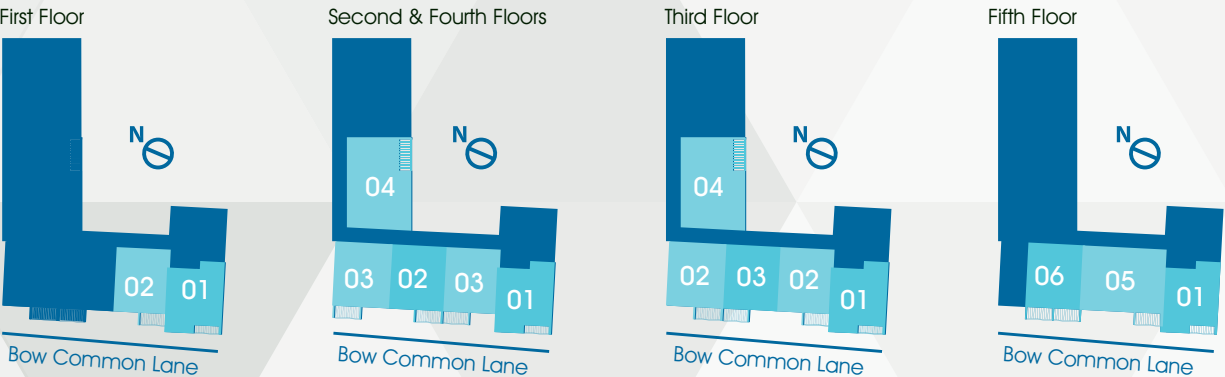 First Floor
N
02 01
Bow Common Lane
Second & Fourth Floors
N
04
03 02 03 01
Bow Common Lane
Third Floor
N
04
02 03 02 01
Bow Common Lane
Fifth Floor
N
06 05 01
Bow Common Lane